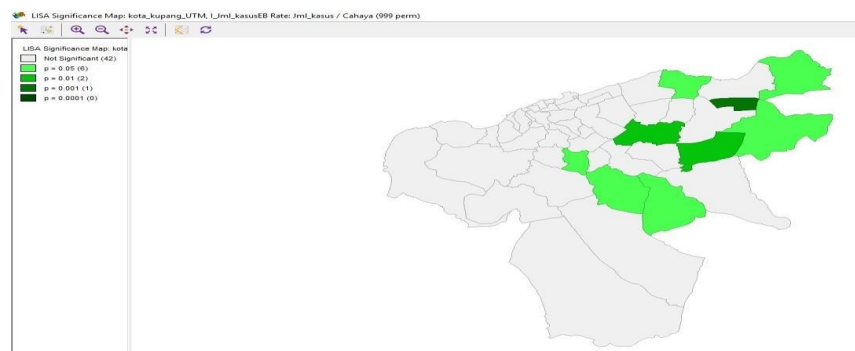 LISA Significance Map: kota_kupang_UTM, I_Jml_kasusEB Rate: Jml_kasus / Cahaya (999 perm)
LISA Significance Map: kota
Not Significant (42)
p = 0.05 (6)
p = 0.01 (2)
p = 0.001 (1)
p = 0.0001 (0)